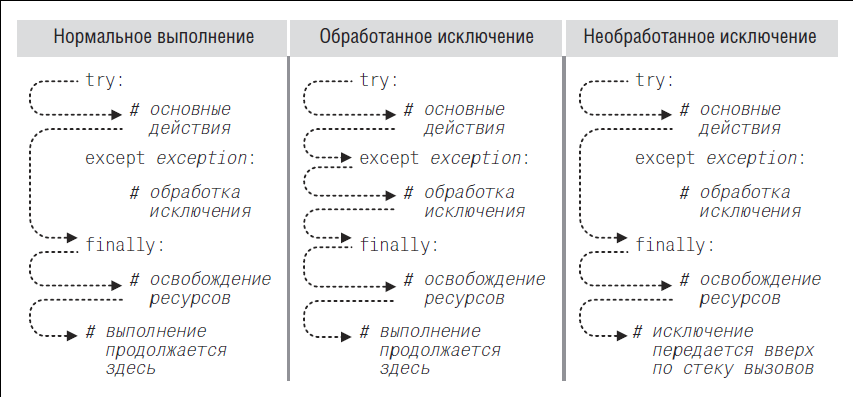 Нормальное выполнение
try:
# основные
действия
except exception:
# обработка
исключения
finally:
# освобождение
ресурсов
# выполнение
продолжается
здесь
Обработанное исключение
try:
# основные
действия
except exception:
# обработка
исключения
finally:
# освобождение
ресурсов
# выполнение
продолжается
здесь
Необработанное исключение
try:
# основные
действия
except exception:
# обработка
исключения
finally:
# освобождение
ресурсов
# исключение
передается вверх
по стеку вызовов